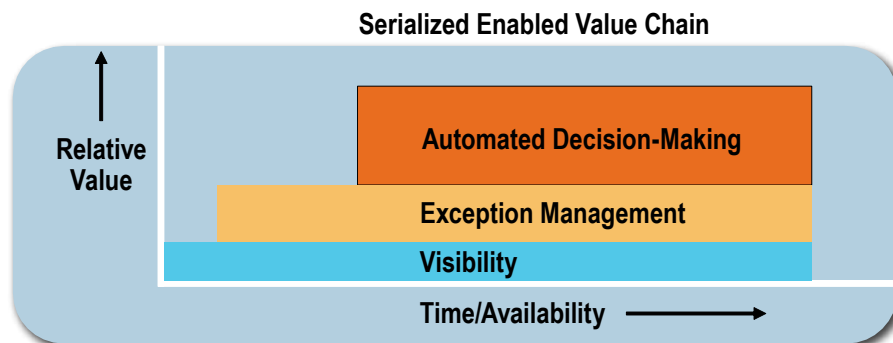 Serialized Enabled Value Chain
Relative
Value
Automated Decision-Making
Exception Management
Visibility
Time/Availability